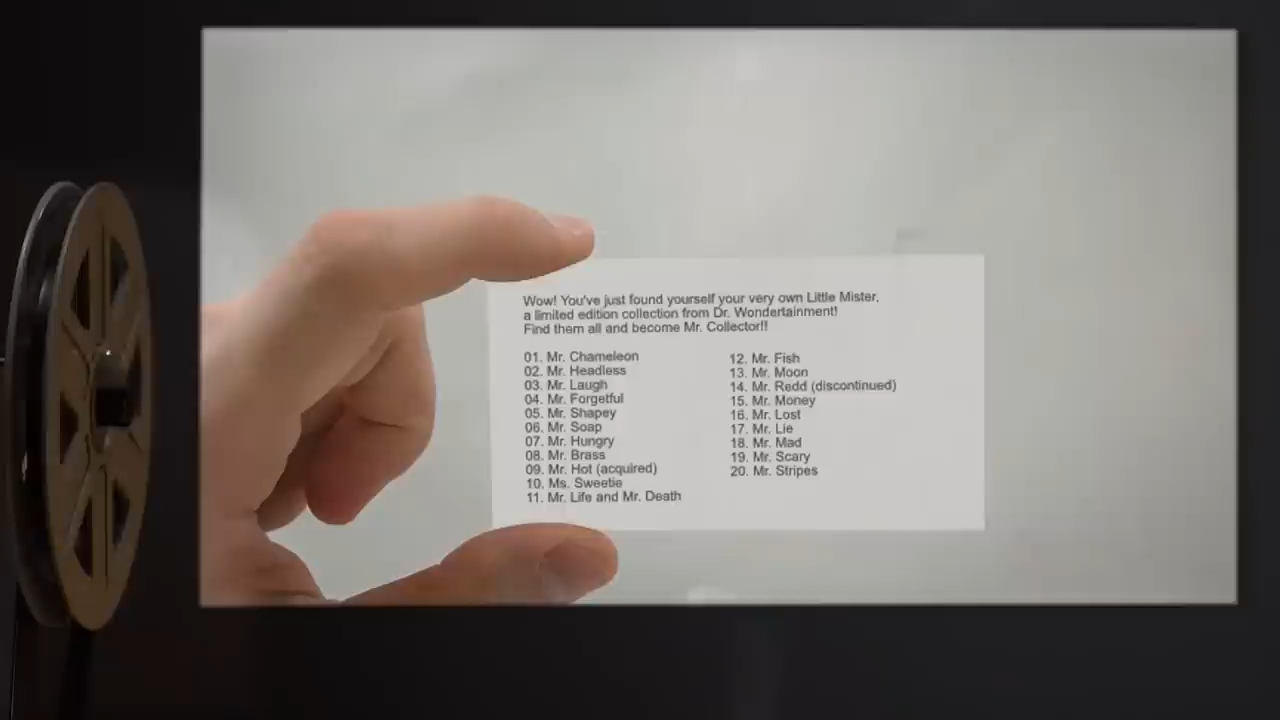 Wow! You've just found yourself your very own Little Mister,
a limited edition collection from Dr. Wondertainment!
Find them all and become Mr. Collector!!
01. Mr. Chameleon
02. Mr. Headless
03. Mr. Laugh
04. Mr. Forgetful
05. Mr. Shapey
06. Mr. Soap
07. Mr. Hungry
08. Mr. Brass
09. Mr. Hot (acquired)
10. Ms. Sweetie
11. Mr. Life and Mr. Death
12. Mr. Fish
13. Mr. Moon
14. Mr. Redd (discontinued)
15. Mr. Money
16. Mr. Lost
17. Mr. Lie
18. Mr. Mad
19. Mr. Scary
20. Mr. Stripes